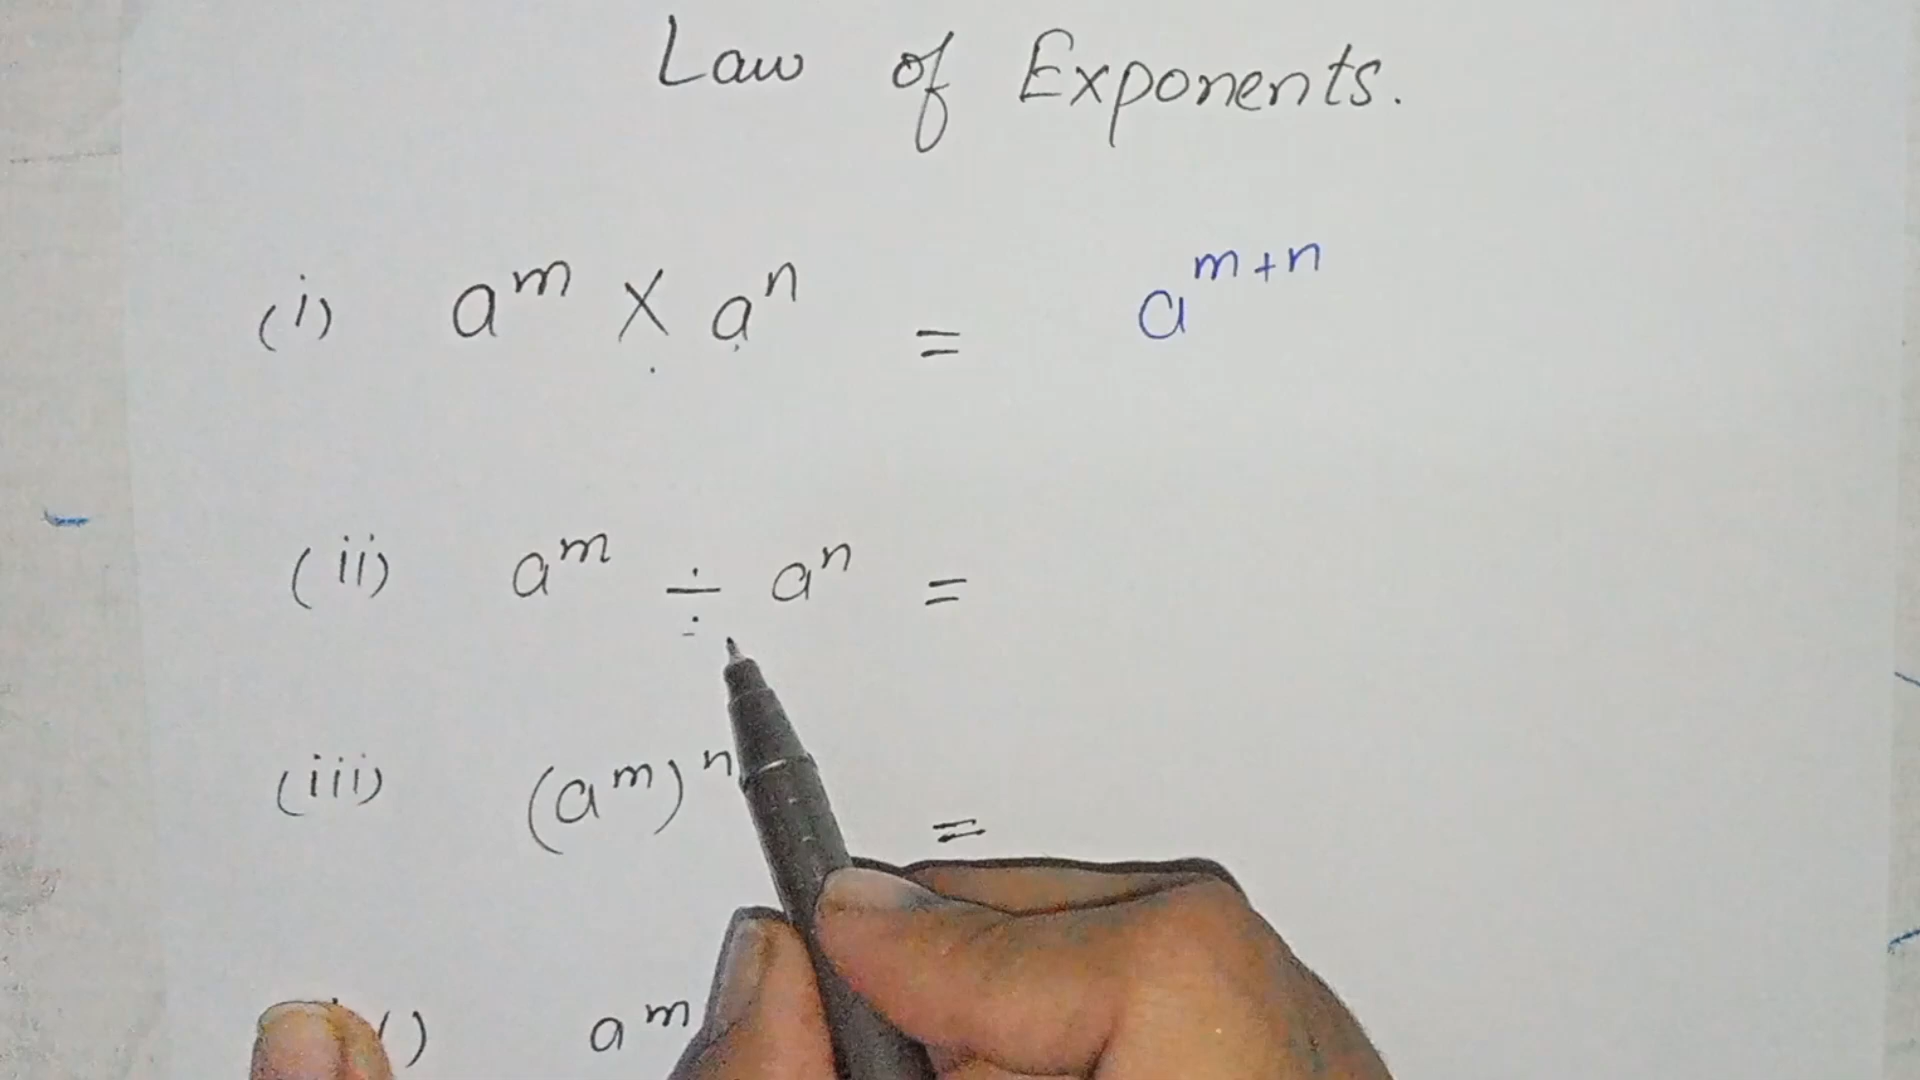 Law of Exponents.
(i) a^m × a^n = a^m+n
(ii) a^m ÷ a^n =
(iii) (a^m)^n =
a^m